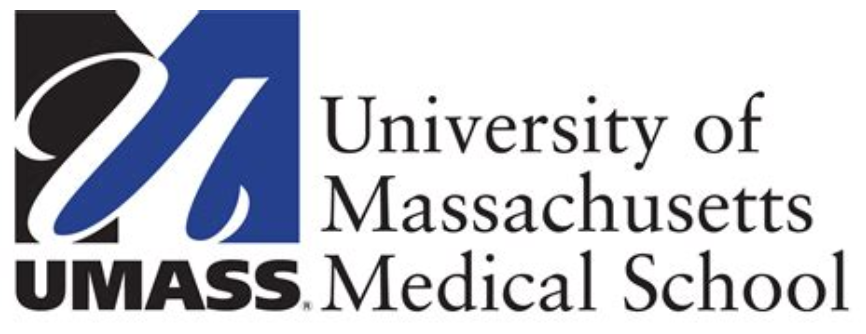 UMASS®
University of
Massachusetts
Medical School